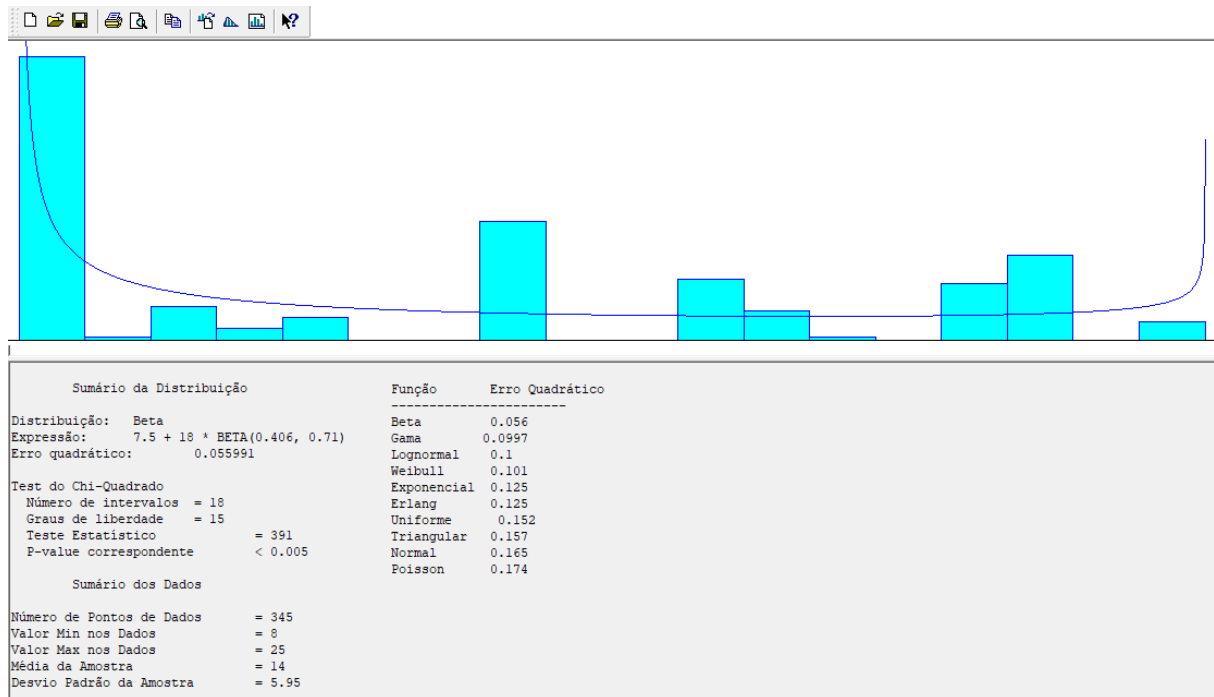 Sumário da Distribuição
Distribuição: Beta
Expressão: 7.5 + 18 * BETA(0.406, 0.71)
Erro quadrático: 0.055991
Test do Chi-Quadrado
Número de intervalos = 18
Graus de liberdade = 15
Teste Estatístico = 391
P-value correspondente < 0.005
Sumário dos Dados
Número de Pontos de Dados = 345
Valor Min nos Dados = 8
Valor Max nos Dados = 25
Média da Amostra = 14
Desvio Padrão da Amostra = 5.95
Função Erro Quadrático
------------------------
Beta 0.056
Gama 0.0997
Lognormal 0.1
Weibull 0.101
Exponencial 0.125
Erlang 0.125
Uniforme 0.152
Triangular 0.157
Normal 0.165
Poisson 0.174